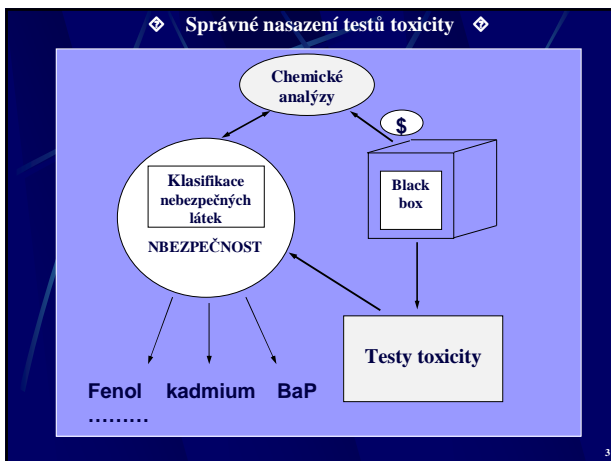 Správné nasazení testů toxicity
Chemické
analýzy
$
Klasifikace
nebezpečných
látek
NBEZPEČNOST
Black
box
Testy toxicity
Fenol kadmium BaP
………
3